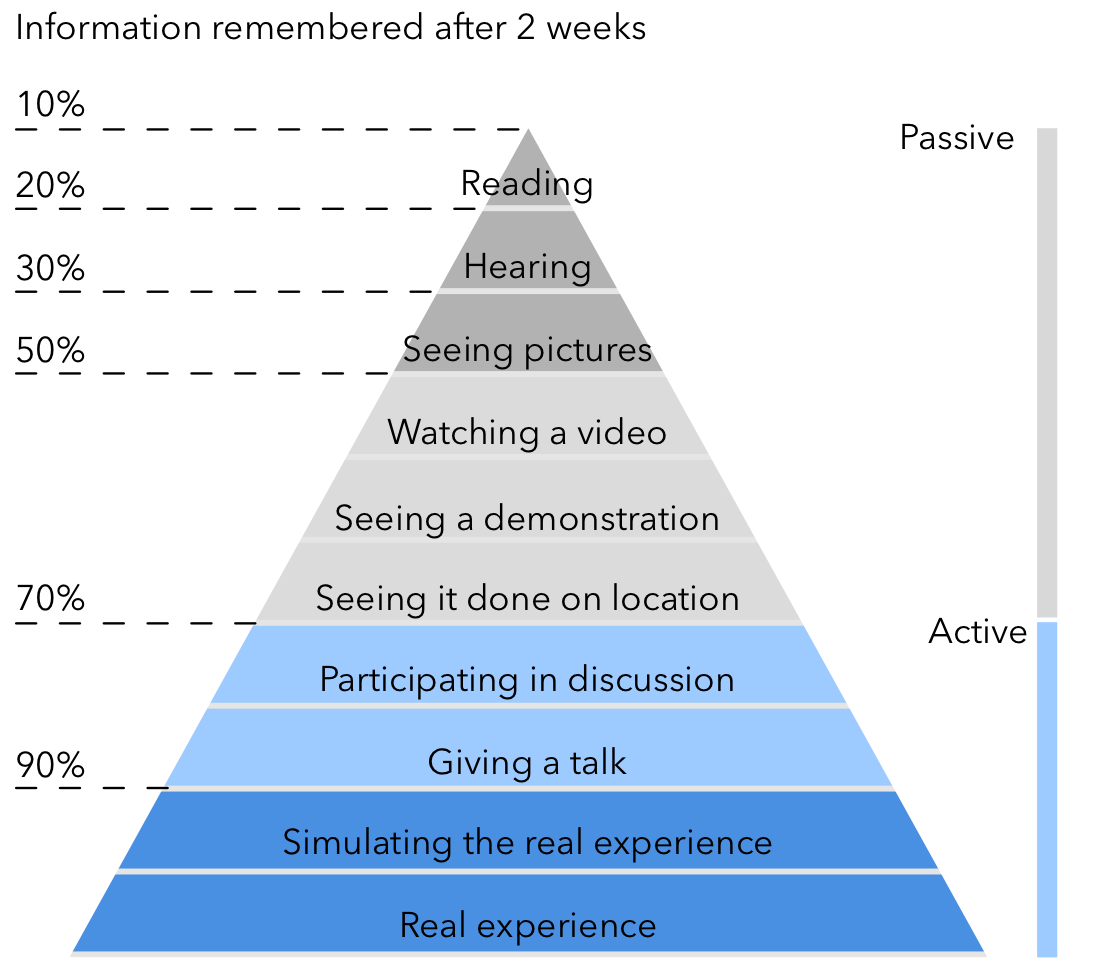 Information remembered after 2 weeks
10%
Passive
20%
Reading
30%
Hearing
50%
Seeing pictures
Watching a video
Seeing a demonstration
70%
Seeing it done on location
Active
Participating in discussion
90%
Giving a talk
Simulating the real experience
Real experience